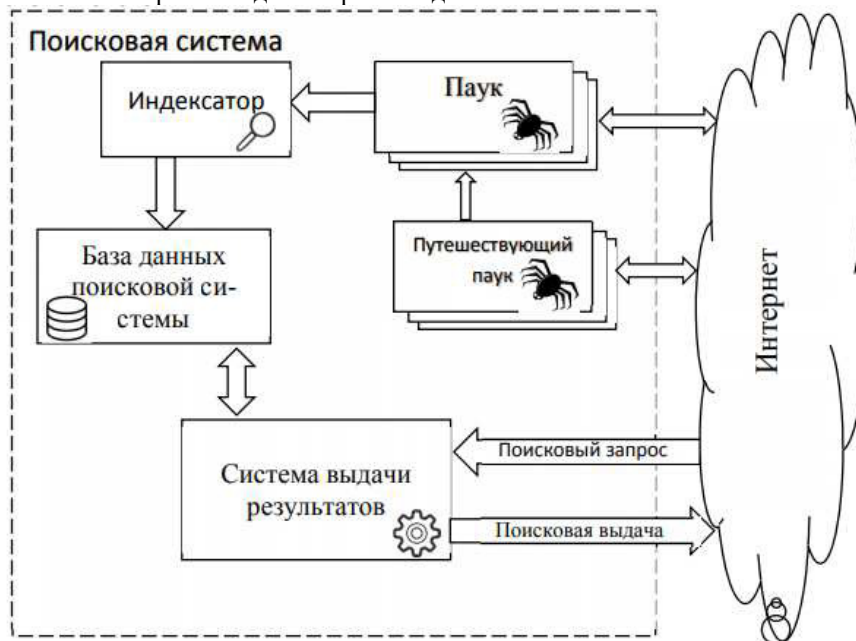 Поисковая система
Индексатор
Паук
Путешествующий
паук
База данных
поисковой си-
стемы
Интернет
Поисковый запрос
Система выдачи
результатов
Поисковая выдача